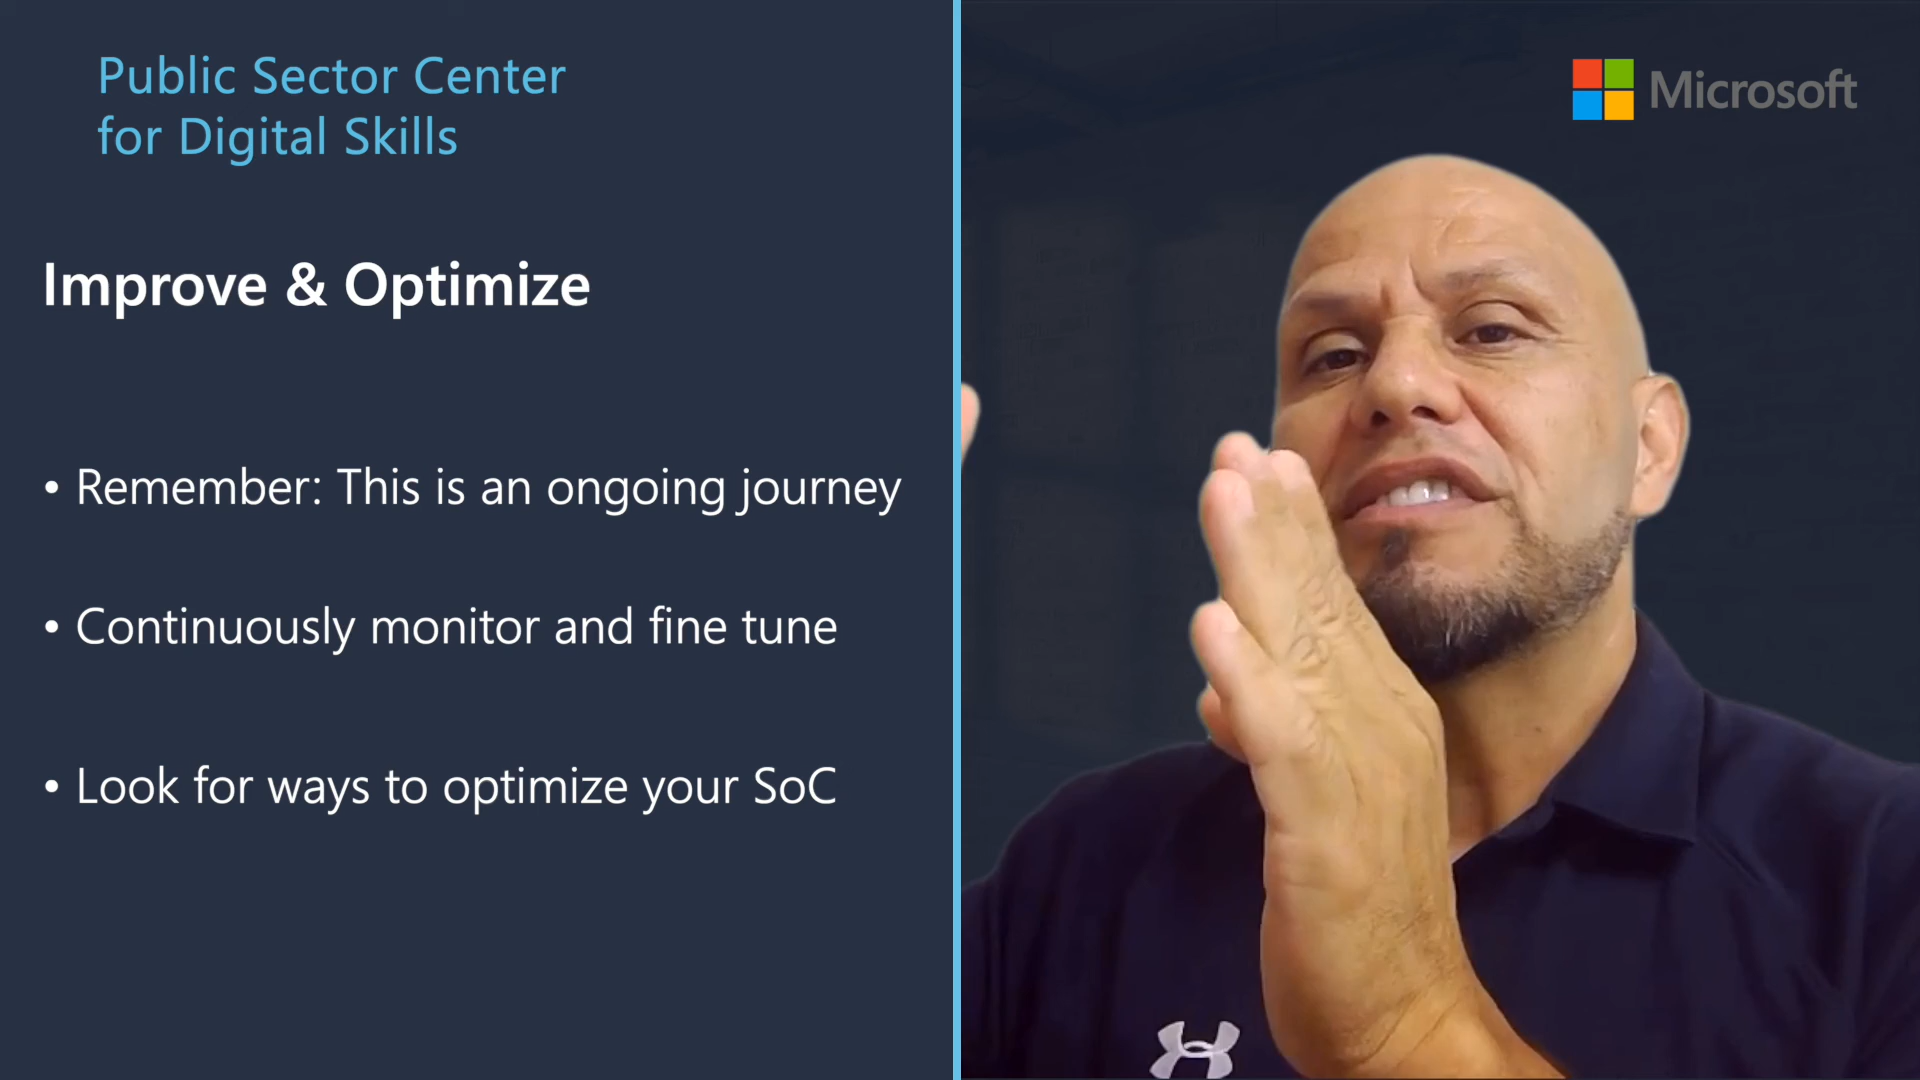 Public Sector Center
for Digital Skills
Microsoft
Improve & Optimize
• Remember: This is an ongoing journey
• Continuously monitor and fine tune
• Look for ways to optimize your SoC